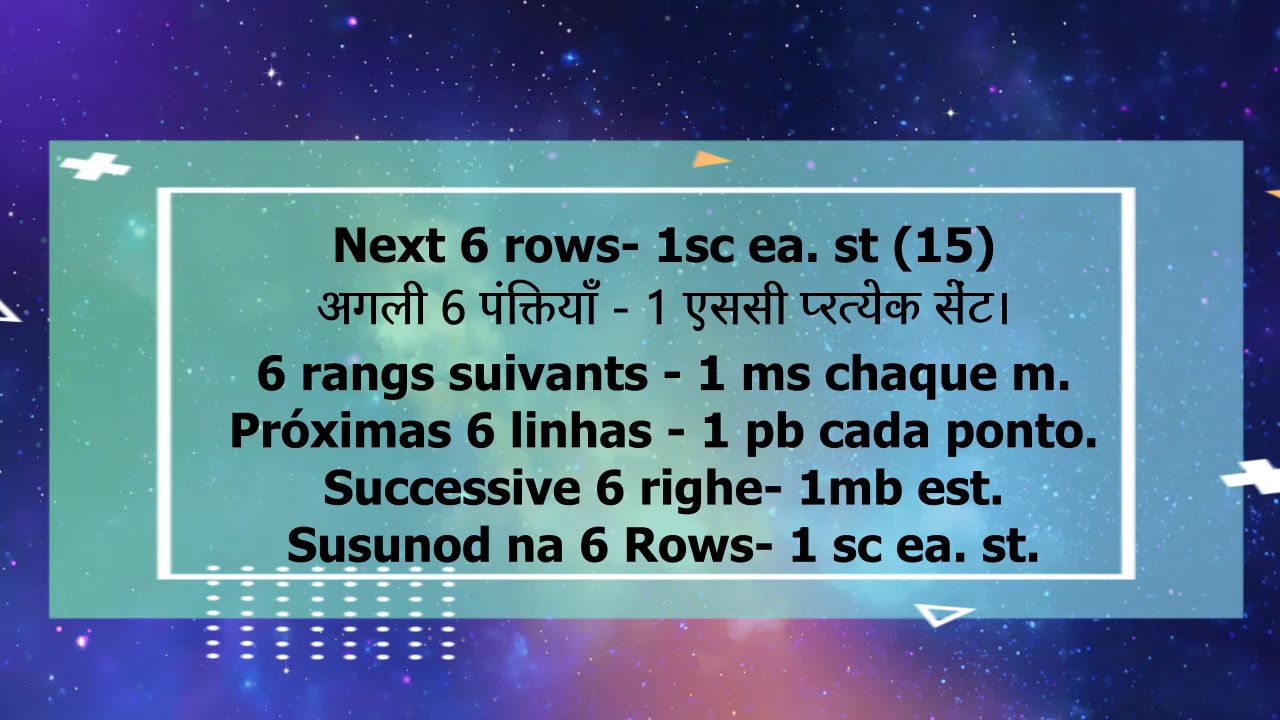 Next 6 rows- 1sc ea. st (15)
अगली 6 पंक्तियाँ - 1 एससी प्रत्येक सेंट।
6 rangs suivants - 1 ms chaque m.
Próximas 6 linhas - 1 pb cada ponto.
Successive 6 righe- 1mb est.
Susunod na 6 Rows- 1 sc ea. st.